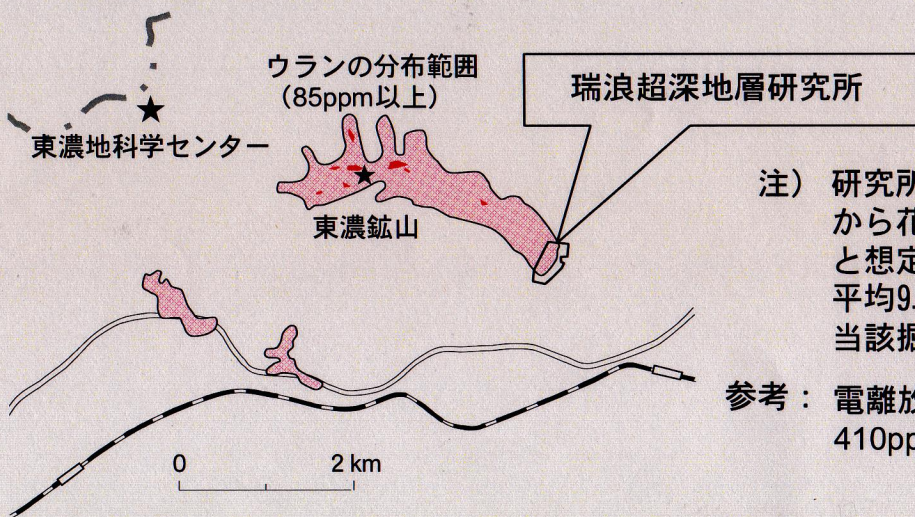 ウランの分布範囲
（85ppm以上）
瑞浪超深地層研究所
東濃地科学センター
東濃鉱山
注） 研究所
から花
と想定
平均9
当該掘
参考： 電離放
410pp
0 2 km